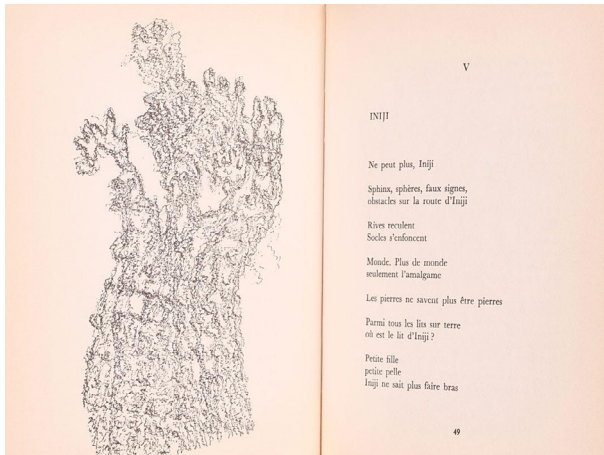 V
INIJI
Ne peut plus, Iniji
Sphinx, sphères, faux signes,
obstacles sur la route d'Iniji
Rives reculent
Socles s'enfoncent
Monde. Plus de monde
seulement l'amalgame
Les pierres ne savent plus être pierres
Parmi tous les lits sur terre
où est le lit d'Iniji ?
Petite fille
petite pelle
Iniji ne sait plus faire bras
49